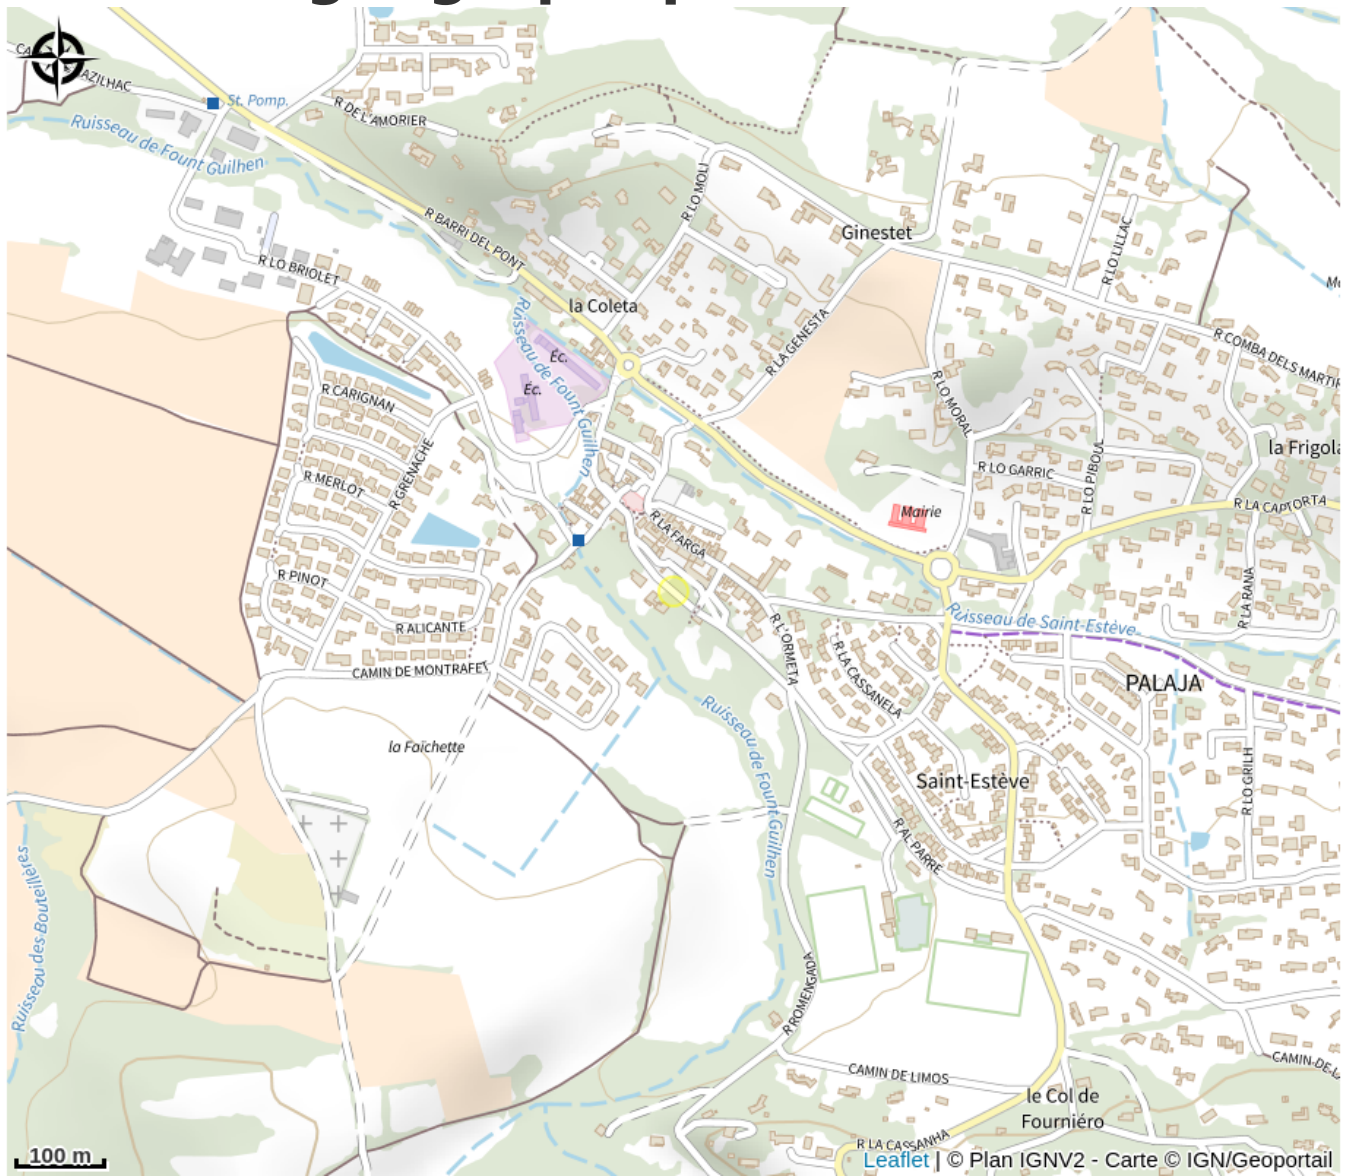 AZILHAC
St. Pomp.
R DE L'AMORIER
Ruisseau de Fount Guilhen
R LO MOLI
R BARRI DEL PONT
Ginestet
R LO LILLAC
R LO BRIOLET
la Coleta
Ruisseau de Fount Guilhen
R LA GENESTA
R COMBA DELS MARTIR
Éc.
Éc.
R CARIGNAN
R LO MORAL
R GRENACHE
la Frigola
R MERLOT
R LO GARRIC
R LO PIBOUL
R LA CAPTORTA
Mairie
R LA FARGA
R PINOT
R LA RANA
R ALICANTE
Ruisseau de Saint-Estève
R L'ORMETA
R LA CASSANELA
CAMIN DE MONTRAFET
PALAJA
Ruisseau de Fount Guilhen
la Faïchette
Saint-Estève
R LO GRILH
R AL PARRE
Ruisseau des Bouteillères
R ROMENGADA
CAMIN DE LIMOS
CAMIN DE L
le Col de
Fourniéro
R LA CASSANHA
100 m
Leaflet | © Plan IGNV2 - Carte © IGN/Geoportail